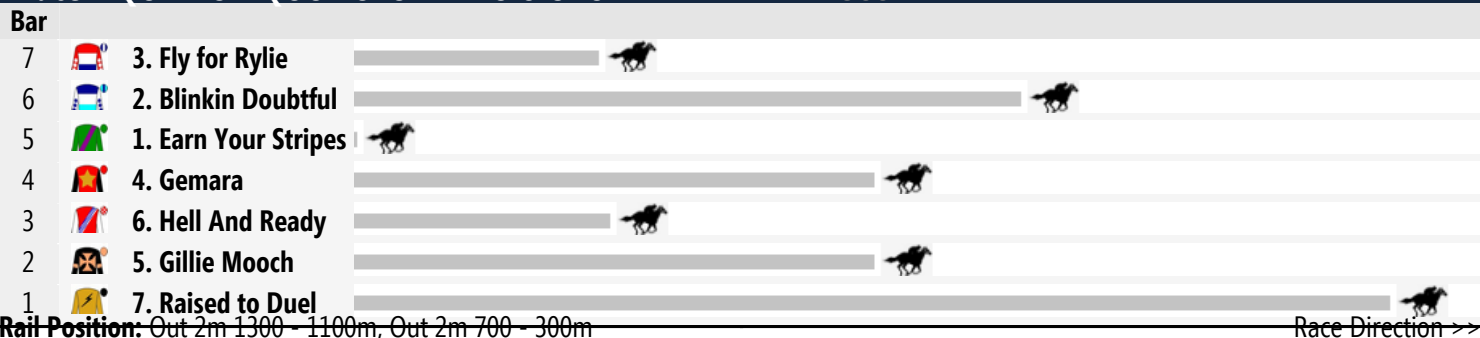 Bar
7 3. Fly for Rylie
6 2. Blinkin Doubtful
5 1. Earn Your Stripes
4 4. Gemara
3 6. Hell And Ready
2 5. Gillie Mooch
1 7. Raised to Duel
Rail Position: Out 2m 1300 - 1100m, Out 2m 700 - 300m Race Direction >>